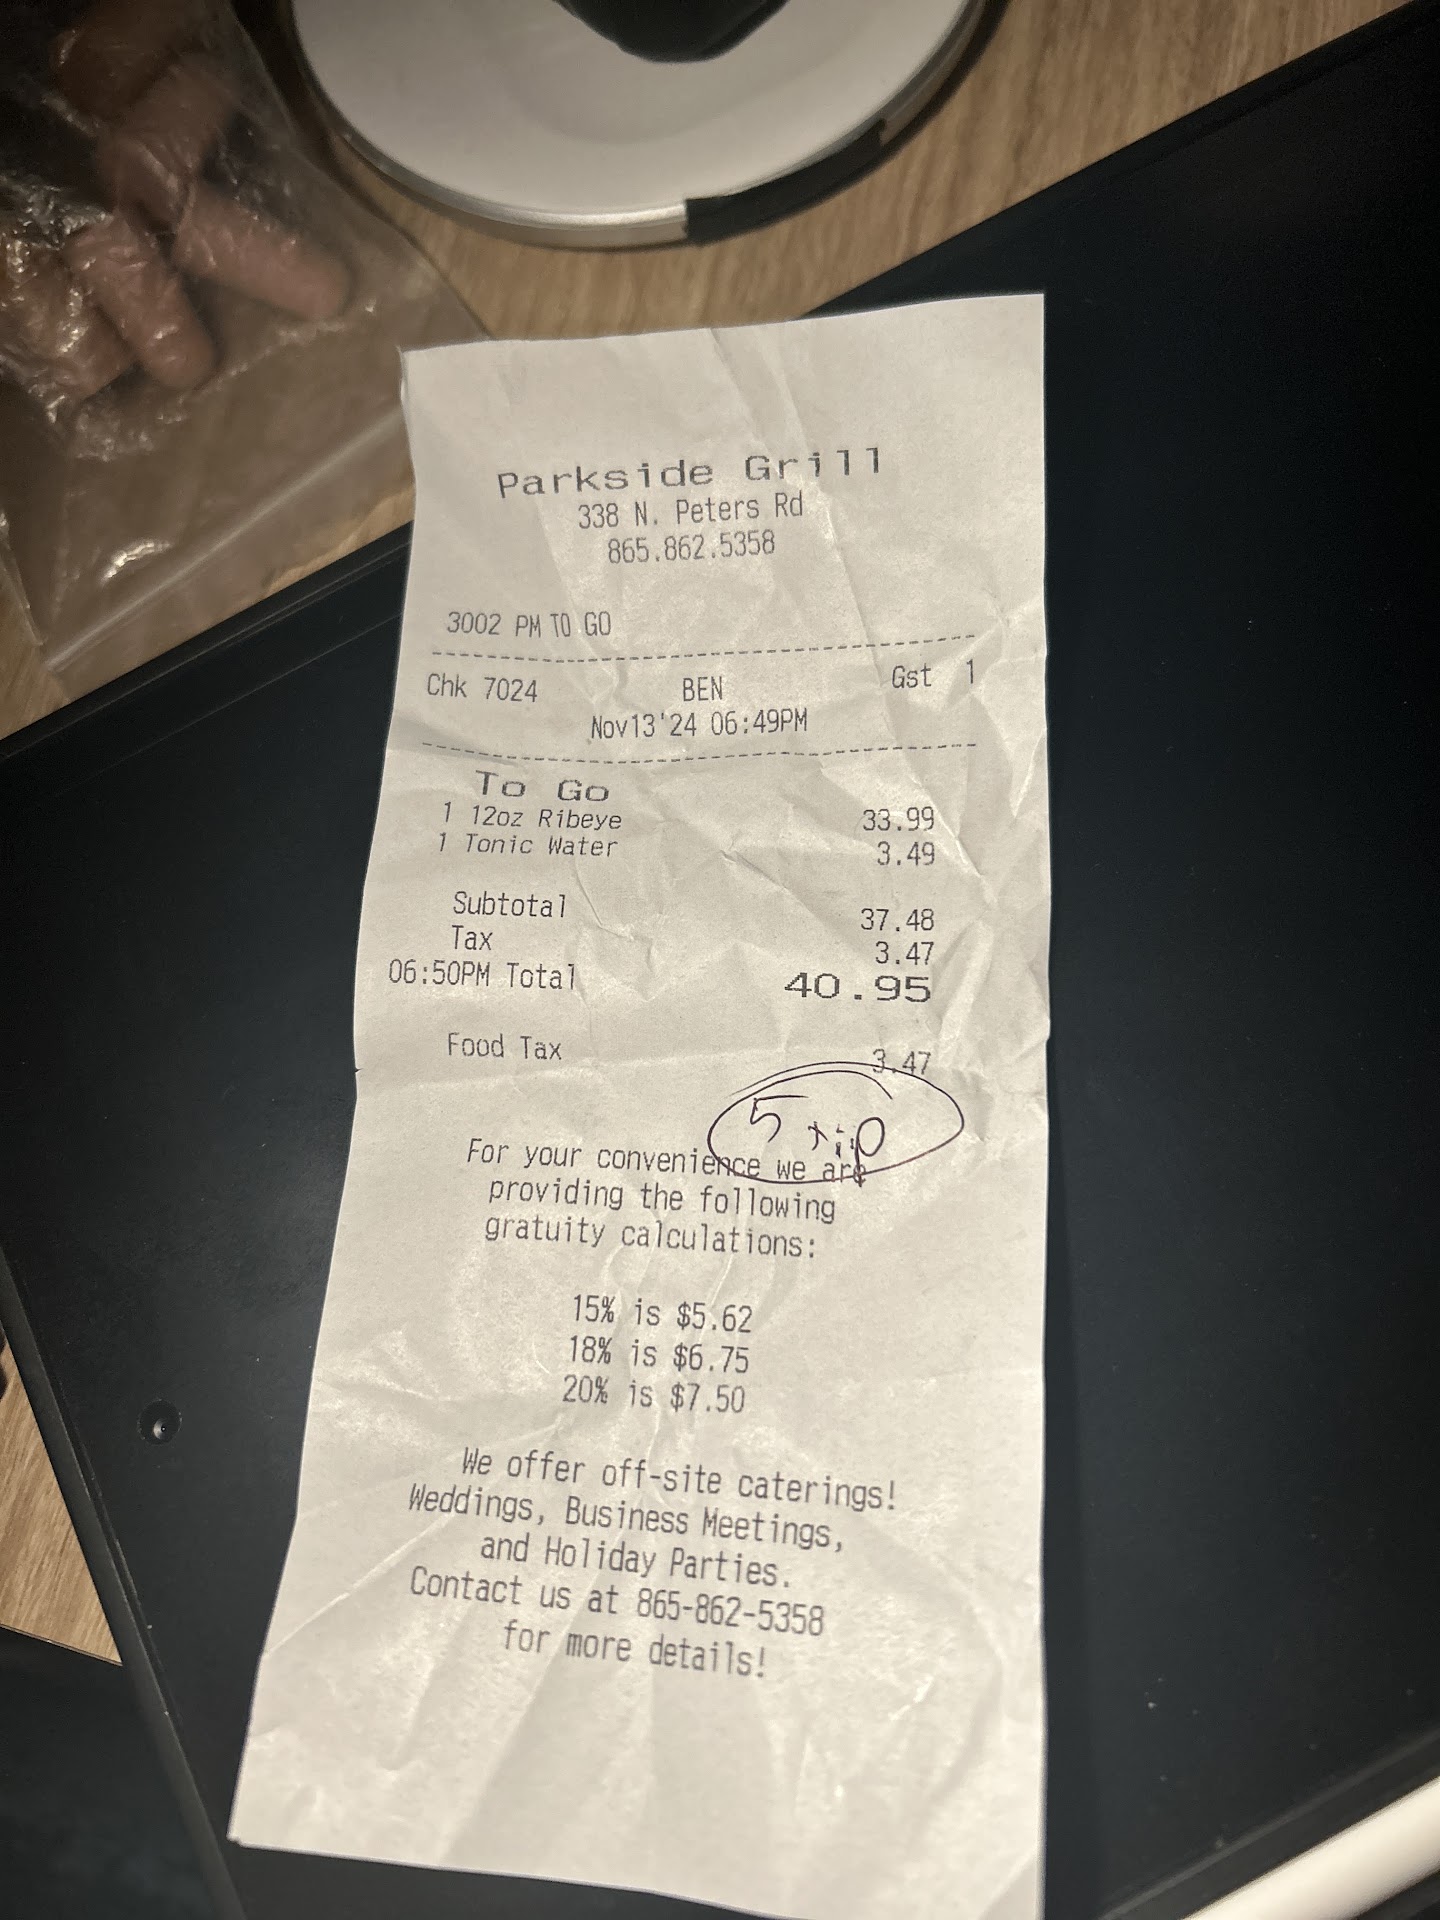 Parkside Grill
338 N. Peters Rd
865.862.5358
3002 PM TO GO
Chk 7024 BEN Gst 1
Nov13'24 06:49PM
To Go
1 12oz Ribeye 33.99
1 Tonic Water 3.49
Subtotal 37.48
Tax 3.47
06:50PM Total 40.95
Food Tax 3.47
5 tip
For your convenience we are
providing the following
gratuity calculations:
15% is $5.62
18% is $6.75
20% is $7.50
We offer off-site caterings!
Weddings, Business Meetings,
and Holiday Parties.
Contact us at 865-862-5358
for more details!